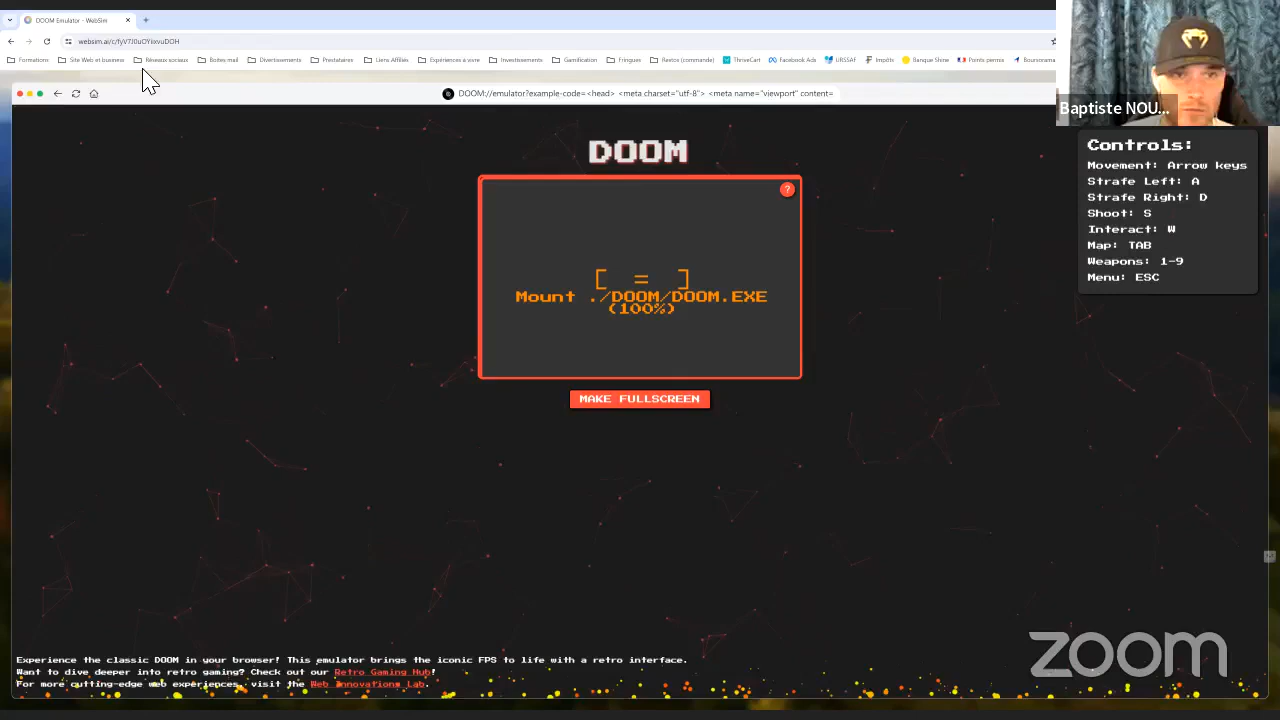 DOOM Emulator - WebSim
websim.ai/c/fyV7J0uOYiixvuDOH
Formations Site Web et business Réseaux sociaux Boites mail Divertissements Prestataires Liens Affiliés Expériences à vivre Investissements Gamification Fringues Restox (commande) ThriveCart Facebook Ads URSSAF Impôts Banque Shine Points permis Boursorama
DOOM://emulator?example-code=<head> <meta charset="utf-8"> <meta name="viewport" content=
Baptiste NOU...
DOOM
?
[ = ]
Mount ./DOOM/DOOM.EXE
(100%)
MAKE FULLSCREEN
Controls:
Movement: Arrow keys
Strafe Left: A
Strafe Right: D
Shoot: S
Interact: W
Map: TAB
Weapons: 1-9
Menu: ESC
Experience the classic DOOM in your browser! This emulator brings the iconic FPS to life with a retro interface.
Want to dive deeper into retro gaming? Check out our Retro Gaming Hub!
For more cutting-edge web experiences, visit the Web Innovations Lab.
zoom